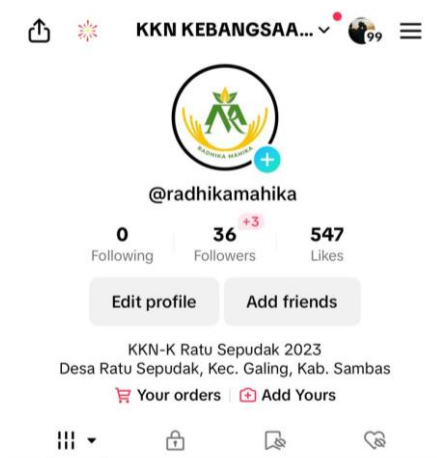 KKN KEBANGSAA...
99
RADHIKA MAHIKA
@radhikamahika
0 36 +3 547
Following Followers Likes
Edit profile Add friends
KKN-K Ratu Sepudak 2023
Desa Ratu Sepudak, Kec. Galing, Kab. Sambas
Your orders Add Yours